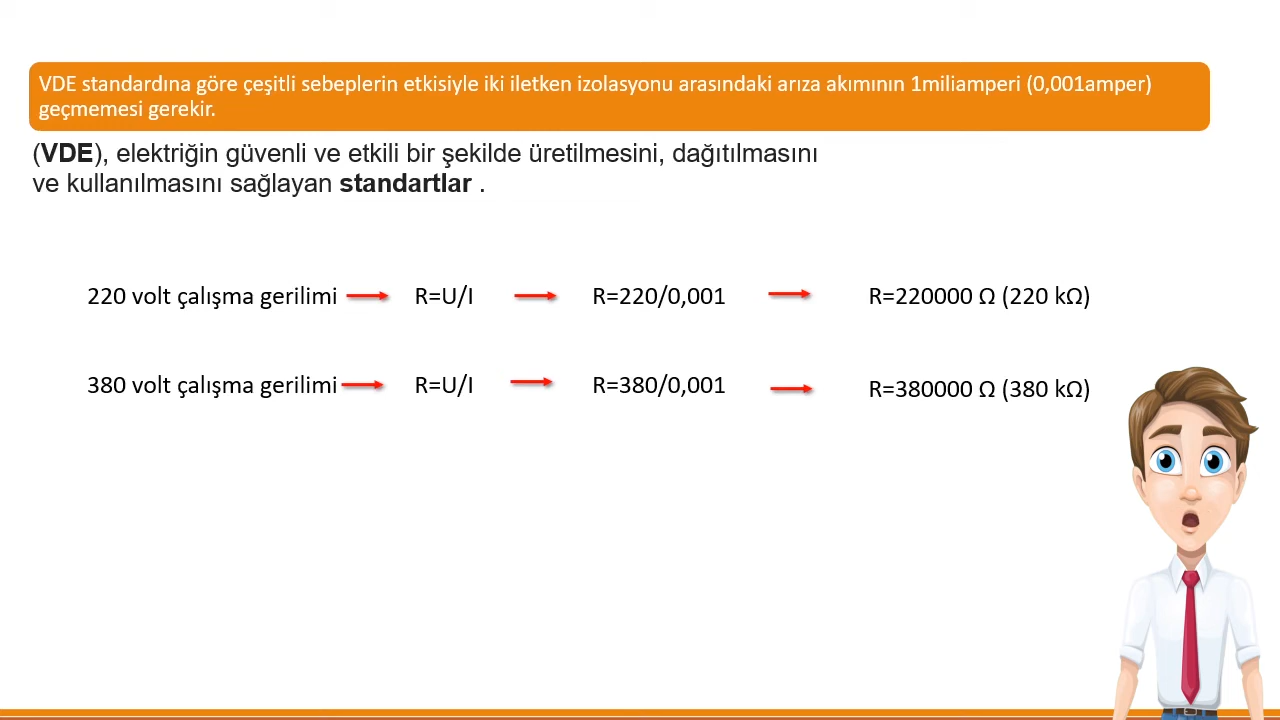 VDE standardına göre çeşitli sebeplerin etkisiyle iki iletken izolasyonu arasındaki arıza akımının 1miliamperi (0,001amper)
geçmemesi gerekir.
(VDE), elektriğin güvenli ve etkili bir şekilde üretilmesini, dağıtılmasını
ve kullanılmasını sağlayan standartlar .
220 volt çalışma gerilimi R=U/I R=220/0,001 R=220000 Ω (220 kΩ)
380 volt çalışma gerilimi R=U/I R=380/0,001 R=380000 Ω (380 kΩ)